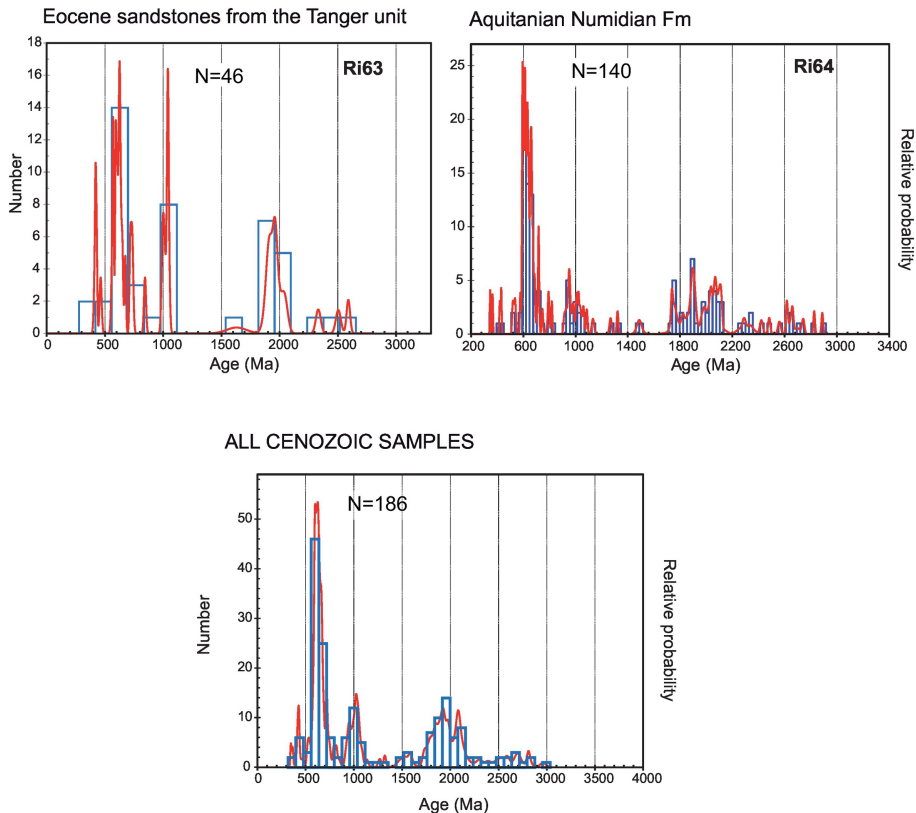 Eocene sandstones from the Tanger unit
Aquitanian Numidian Fm
18
16
14
12
10
8
6
4
2
0
Number
N=46
Ri63
0 500 1000 1500 2000 2500 3000
Age (Ma)
25
20
15
10
5
0
N=140
Ri64
Relative probability
200 600 1000 1400 1800 2200 2600 3000 3400
Age (Ma)
ALL CENOZOIC SAMPLES
50
40
30
20
10
0
Number
N=186
Relative probability
0 500 1000 1500 2000 2500 3000 3500 4000
Age (Ma)